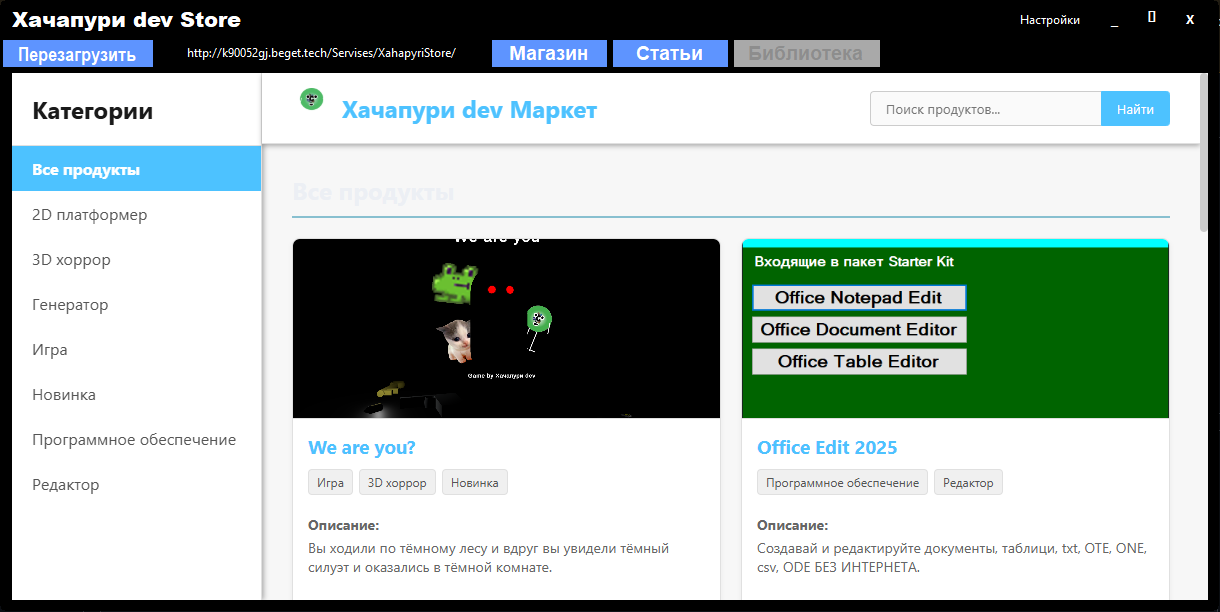 Хачапури dev Store
Настройки
_
X
Перезагрузить
http://k90052gj.beget.tech/Servises/XahapyriStore/
Магазин
Статьи
Библиотека
Категории
Все продукты
2D платформер
3D хоррор
Генератор
Игра
Новинка
Программное обеспечение
Редактор
Хачапури dev Маркет
Поиск продуктов...
Найти
Все продукты
We are you
Game by Хачапури dev
We are you?
Игра
3D хоррор
Новинка
Описание:
Вы ходили по тёмному лесу и вдруг вы увидели тёмный
силуэт и оказались в тёмной комнате.
Входящие в пакет Starter Kit
Office Notepad Edit
Office Document Editor
Office Table Editor
Office Edit 2025
Программное обеспечение
Редактор
Описание:
Создавай и редактируйте документы, таблици, txt, OTE, ONE,
csv, ODE БЕЗ ИНТЕРНЕТА.